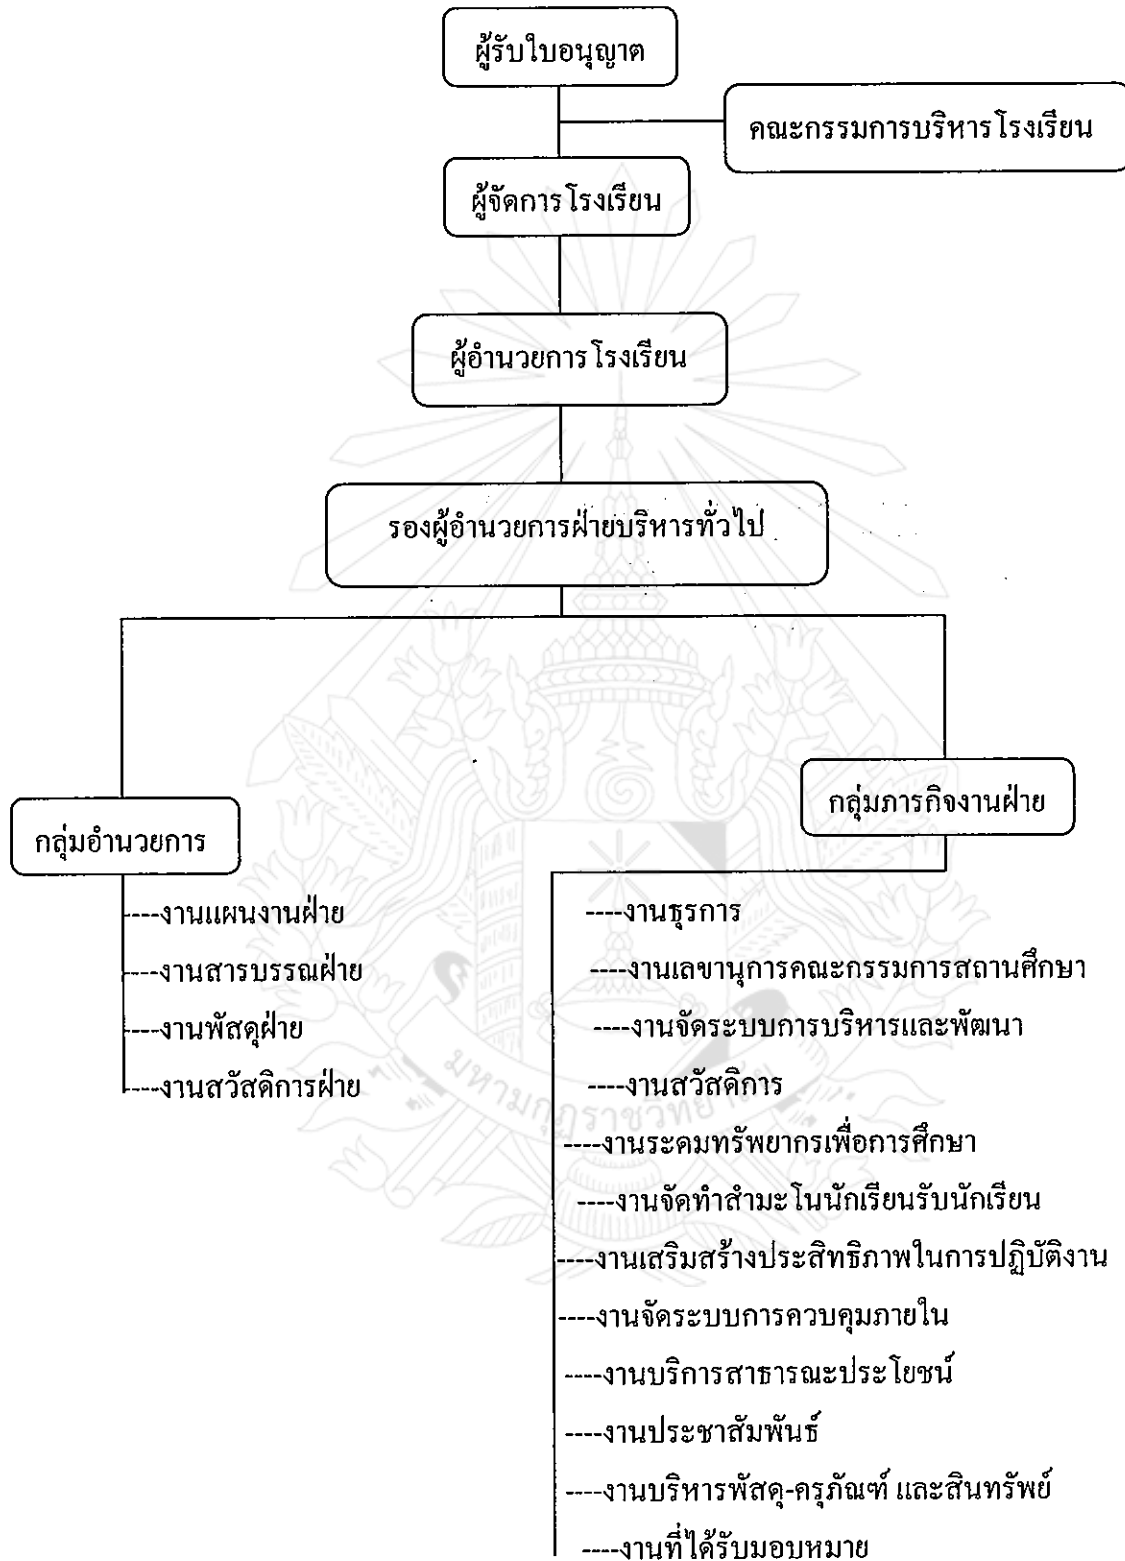 ผู้รับใบอนุญาต
คณะกรรมการบริหารโรงเรียน
ผู้จัดการโรงเรียน
ผู้อำนวยการโรงเรียน
รองผู้อำนวยการฝ่ายบริหารทั่วไป
กลุ่มอำนวยการ
----งานแผนงานฝ่าย
----งานสารบรรณฝ่าย
----งานพัสดุฝ่าย
----งานสวัสดิการฝ่าย
กลุ่มภารกิจงานฝ่าย
----งานธุรการ
----งานเลขานุการคณะกรรมการสถานศึกษา
----งานจัดระบบการบริหารและพัฒนา
----งานสวัสดิการ
----งานระดมทรัพยากรเพื่อการศึกษา
----งานจัดทำสำมะโนนักเรียนรับนักเรียน
----งานเสริมสร้างประสิทธิภาพในการปฏิบัติงาน
----งานจัดระบบการควบคุมภายใน
----งานบริการสาธารณะประโยชน์
----งานประชาสัมพันธ์
----งานบริหารพัสดุ-ครุภัณฑ์ และสินทรัพย์
----งานที่ได้รับมอบหมาย
มหามกุฏราชวิทยาลัย